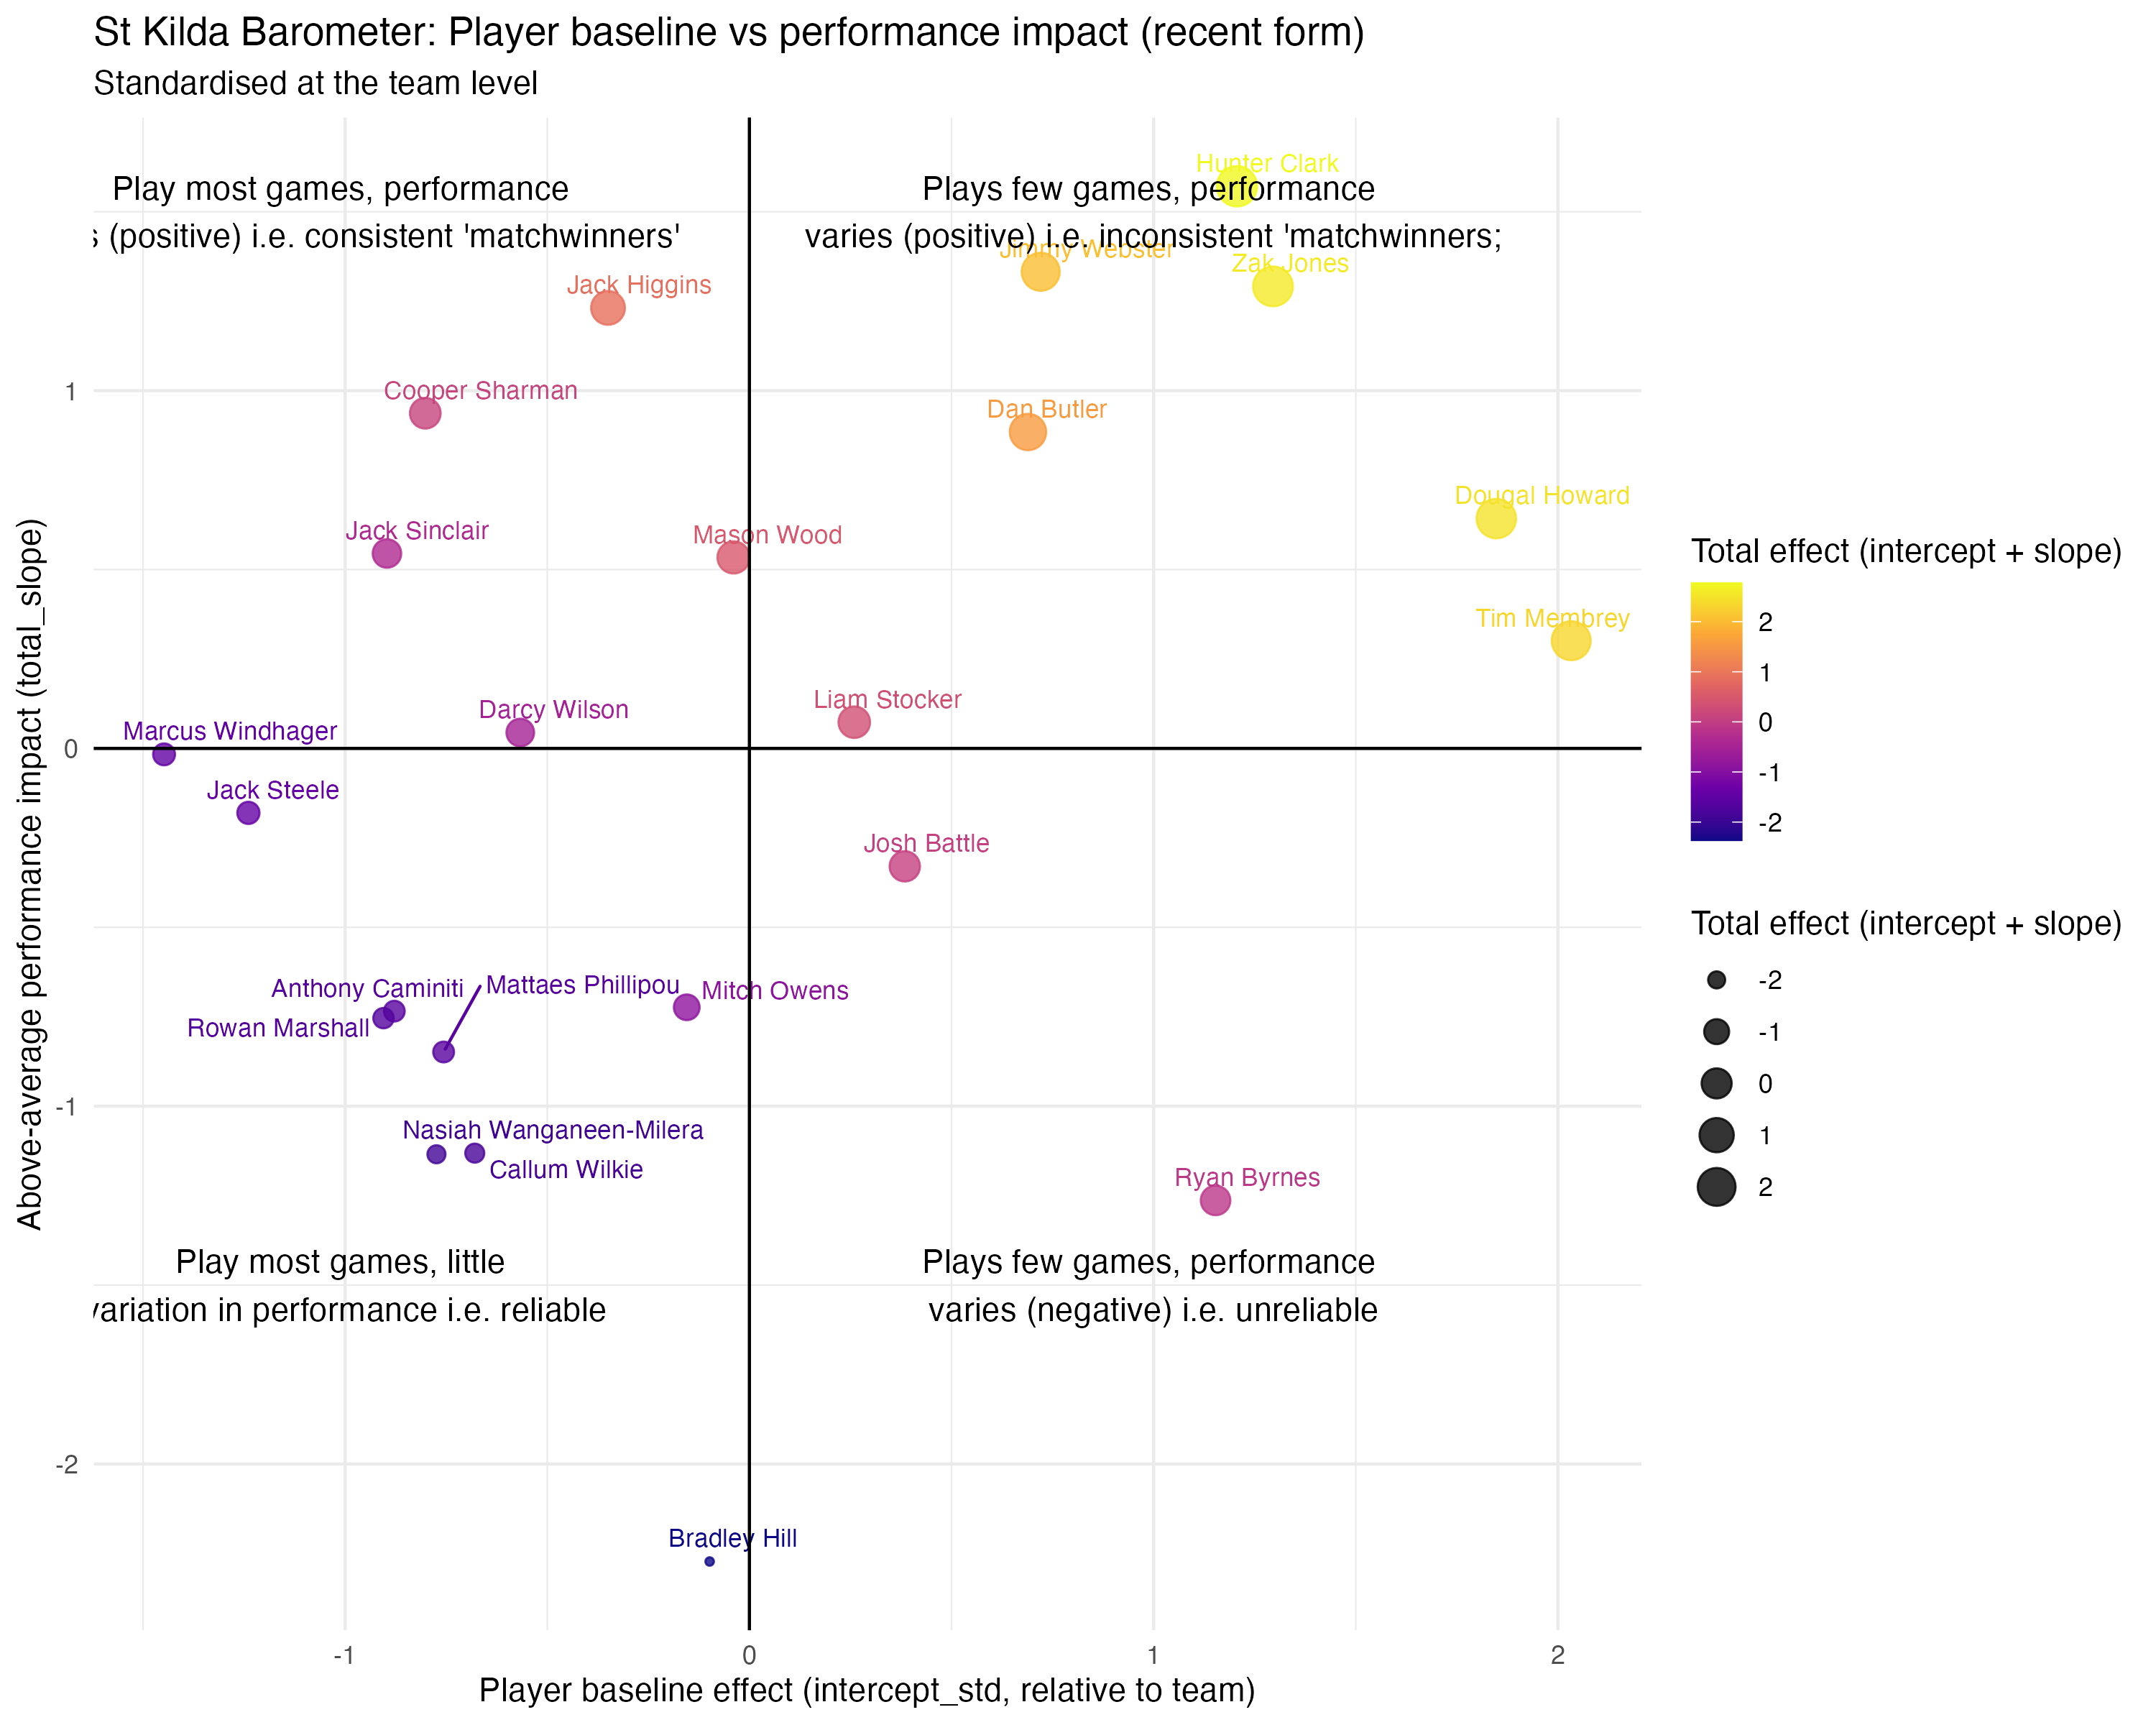 St Kilda Barometer: Player baseline vs performance impact (recent form)
Standardised at the team level
Hunter Clark
Play most games, performance
s (positive) i.e. consistent 'matchwinners'
Plays few games, performance
varies (positive) i.e. inconsistent 'matchwinners;
Jimmy Webster
Zak Jones
Jack Higgins
Cooper Sharman
Dan Butler
Dougal Howard
Jack Sinclair
Mason Wood
Tim Membrey
Liam Stocker
Darcy Wilson
Marcus Windhager
Jack Steele
Josh Battle
Anthony Caminiti
Mattaes Phillipou
Mitch Owens
Rowan Marshall
Nasiah Wanganeen-Milera
Callum Wilkie
Ryan Byrnes
Play most games, little
variation in performance i.e. reliable
Plays few games, performance
varies (negative) i.e. unreliable
Bradley Hill
1
0
-1
-2
-1
0
1
2
Player baseline effect (intercept_std, relative to team)
Above-average performance impact (total_slope)
Total effect (intercept + slope)
2
1
0
-1
-2
Total effect (intercept + slope)
-2
-1
0
1
2